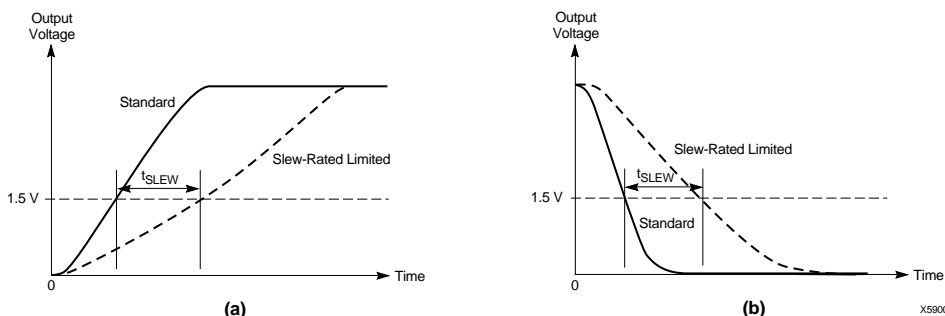 Output
Voltage
Standard
Slew-Rated Limited
tSLEW
1.5 V
Time
0
(a)
Output
Voltage
Slew-Rated Limited
tSLEW
1.5 V
Standard
Time
0
(b)
X5900